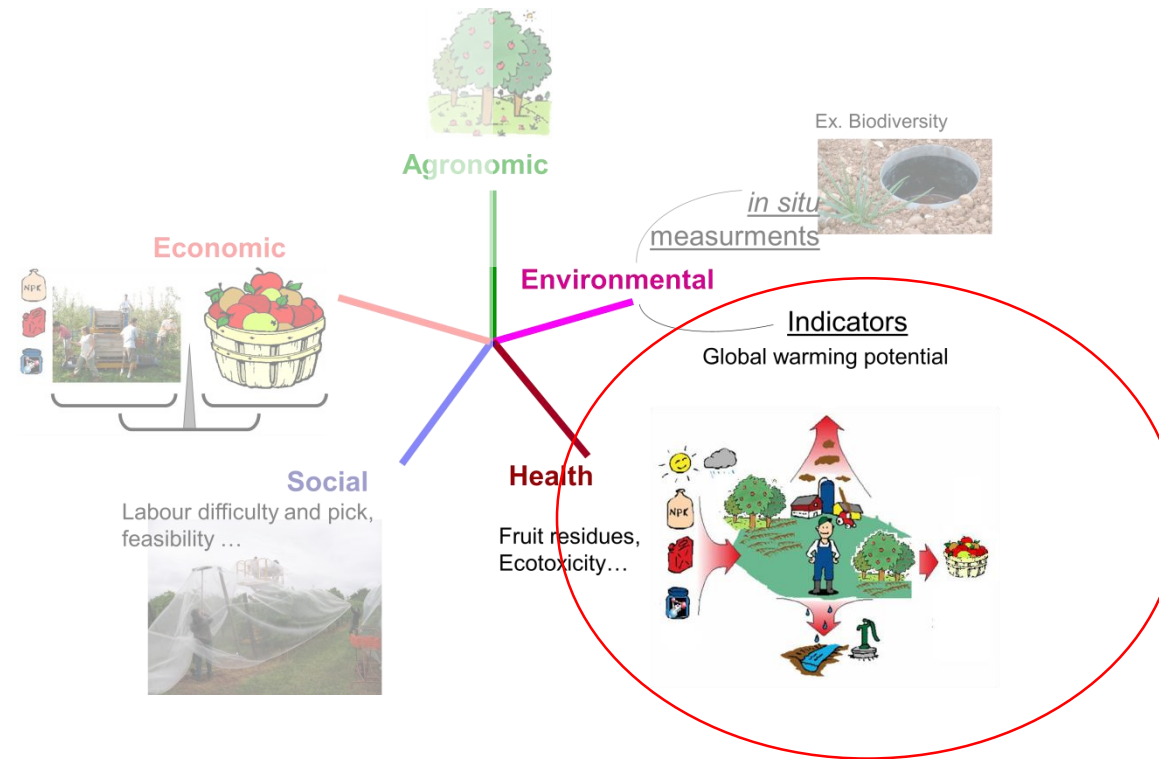 Agronomic
Ex. Biodiversity
in situ
measurments
Economic
NPK
Environmental
Indicators
Global warming potential
Social
Labour difficulty and pick,
feasibility …
Health
Fruit residues,
Ecotoxicity…
NPK